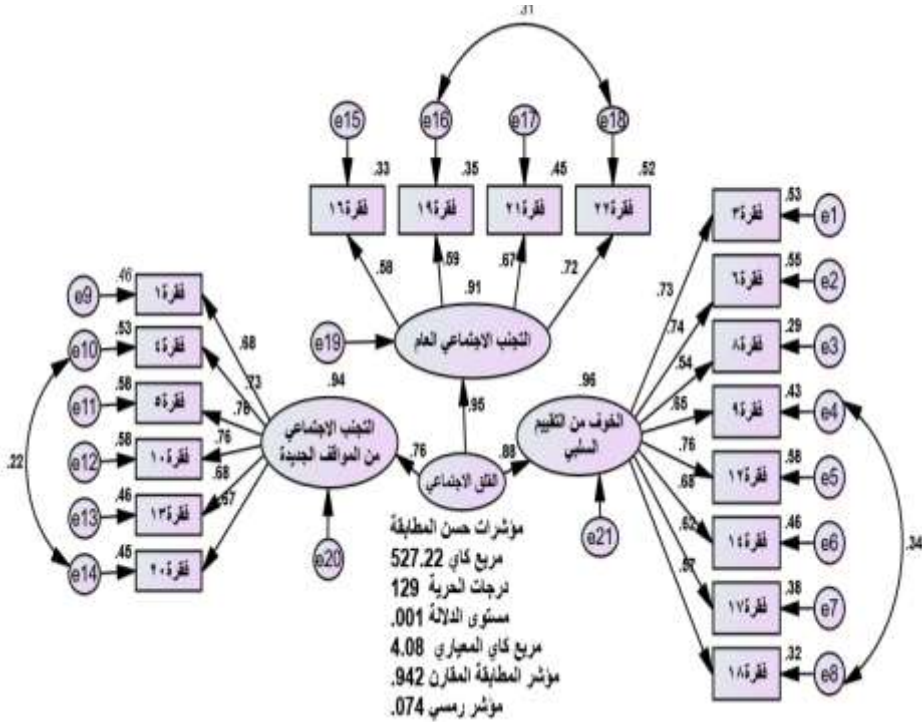 .31
e15
e16
e17
e18
.33
.35
.45
.52
فقرة١٦
فقرة١٩
فقرة٢١
فقرة٢٢
.58
.59
.67
.72
.91
التجنب الاجتماعي العام
e19
e9
.46
فقرة١
.68
e10
.53
فقرة٤
.73
e11
.58
فقرة٥
.76
e12
.58
فقرة١٠
.76
e13
.46
فقرة١٣
.68
e14
.45
فقرة٢٠
.67
.22
.94
التجنب الاجتماعي
من المواقف الجديدة
e20
.76
.95
.88
القلق الاجتماعي
.96
الخوف من التقييم
السلبي
e21
.73
فقرة٣
.53
e1
.74
فقرة٦
.55
e2
.54
فقرة٨
.29
e3
.65
فقرة٩
.43
e4
.76
فقرة١٢
.58
e5
.68
فقرة١٤
.46
e6
.62
فقرة١٧
.38
e7
.57
فقرة١٨
.32
e8
.34
مؤشرات حسن المطابقة
مربع كاي 527.22
درجات الحرية 129
مستوى الدلالة .001
مربع كاي المعياري 4.08
مؤشر المطابقة المقارن .942
مؤشر رمسي .074